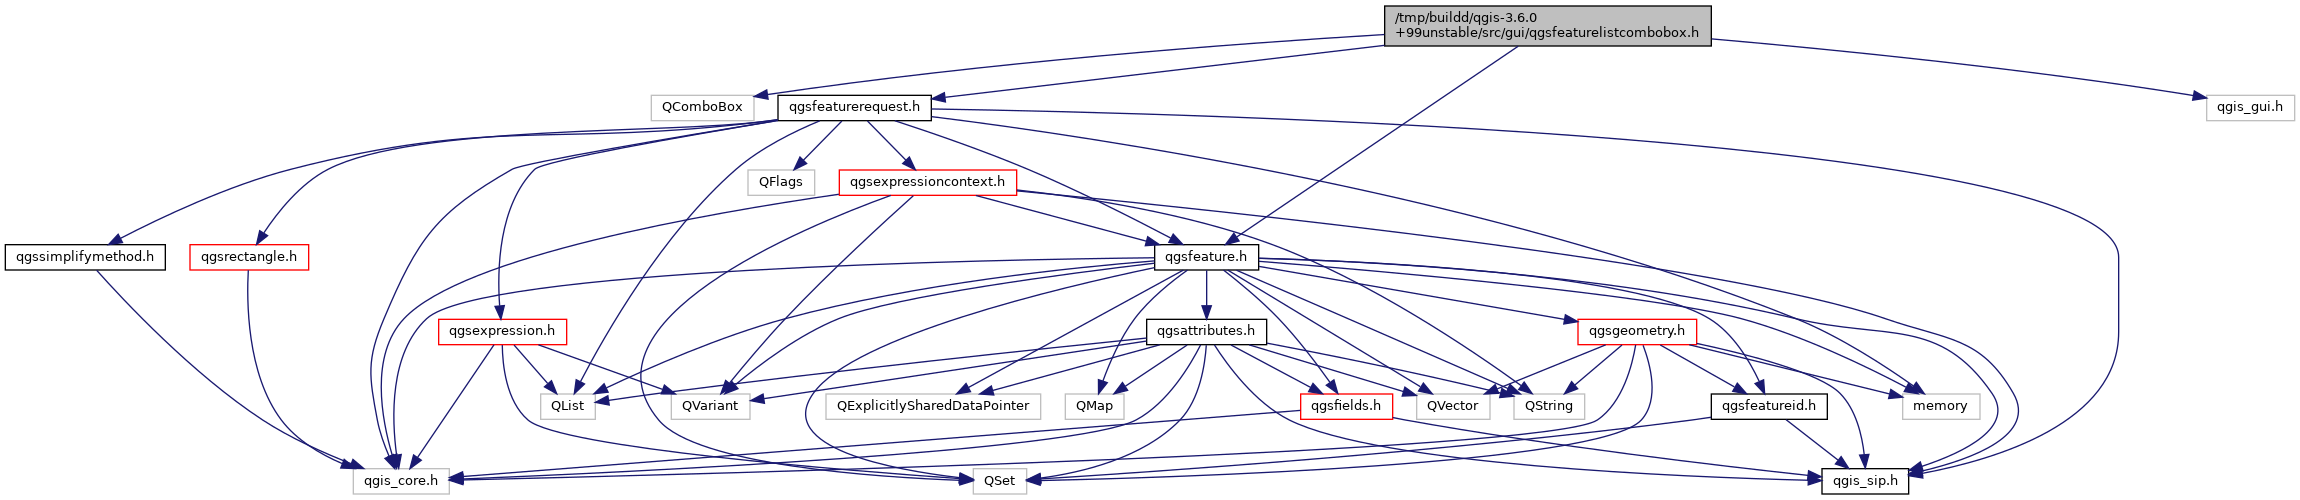 /tmp/buildd/qgis-3.6.0
+99unstable/src/gui/qgsfeaturelistcombobox.h
QComboBox
qgsfeaturerequest.h
qgis_gui.h
QFlags
qgsexpressioncontext.h
qgssimplifymethod.h
qgsrectangle.h
qgsfeature.h
qgsexpression.h
qgsattributes.h
qgsgeometry.h
QList
QVariant
QExplicitlySharedDataPointer
QMap
qgsfields.h
QVector
QString
qgsfeatureid.h
memory
qgis_core.h
QSet
qgis_sip.h